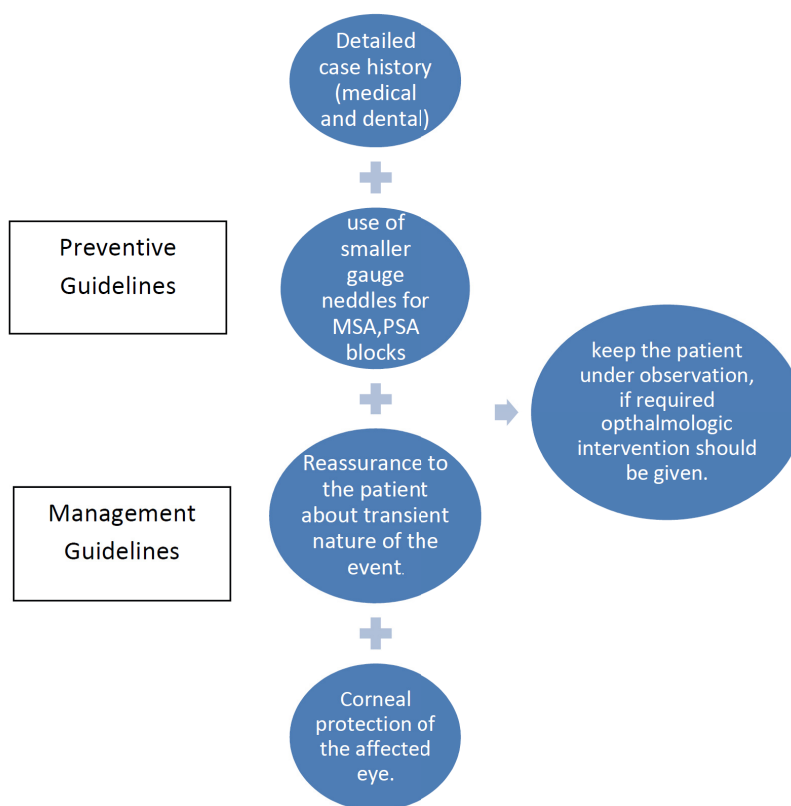 Detailed
case history
(medical
and dental)
Preventive
Guidelines
use of
smaller
gauge
neddles for
MSA,PSA
blocks
keep the patient
under observation,
if required
opthalmologic
intervention should
be given.
Management
Guidelines
Reassurance to
the patient
about transient
nature of the
event.
Corneal
protection of
the affected
eye.